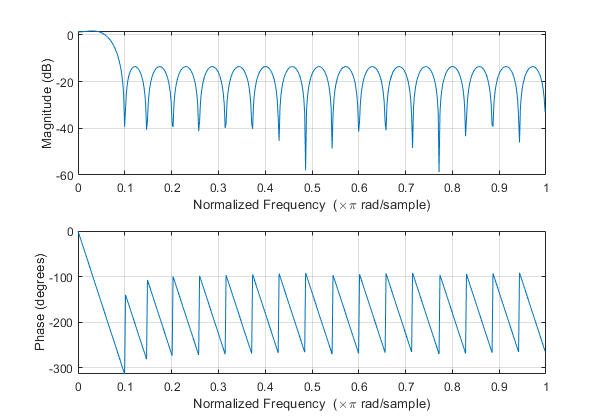 0
-20
-40
-60
Magnitude (dB)
0 0.1 0.2 0.3 0.4 0.5 0.6 0.7 0.8 0.9 1
Normalized Frequency (×π rad/sample)
0
-100
-200
-300
Phase (degrees)
0 0.1 0.2 0.3 0.4 0.5 0.6 0.7 0.8 0.9 1
Normalized Frequency (×π rad/sample)